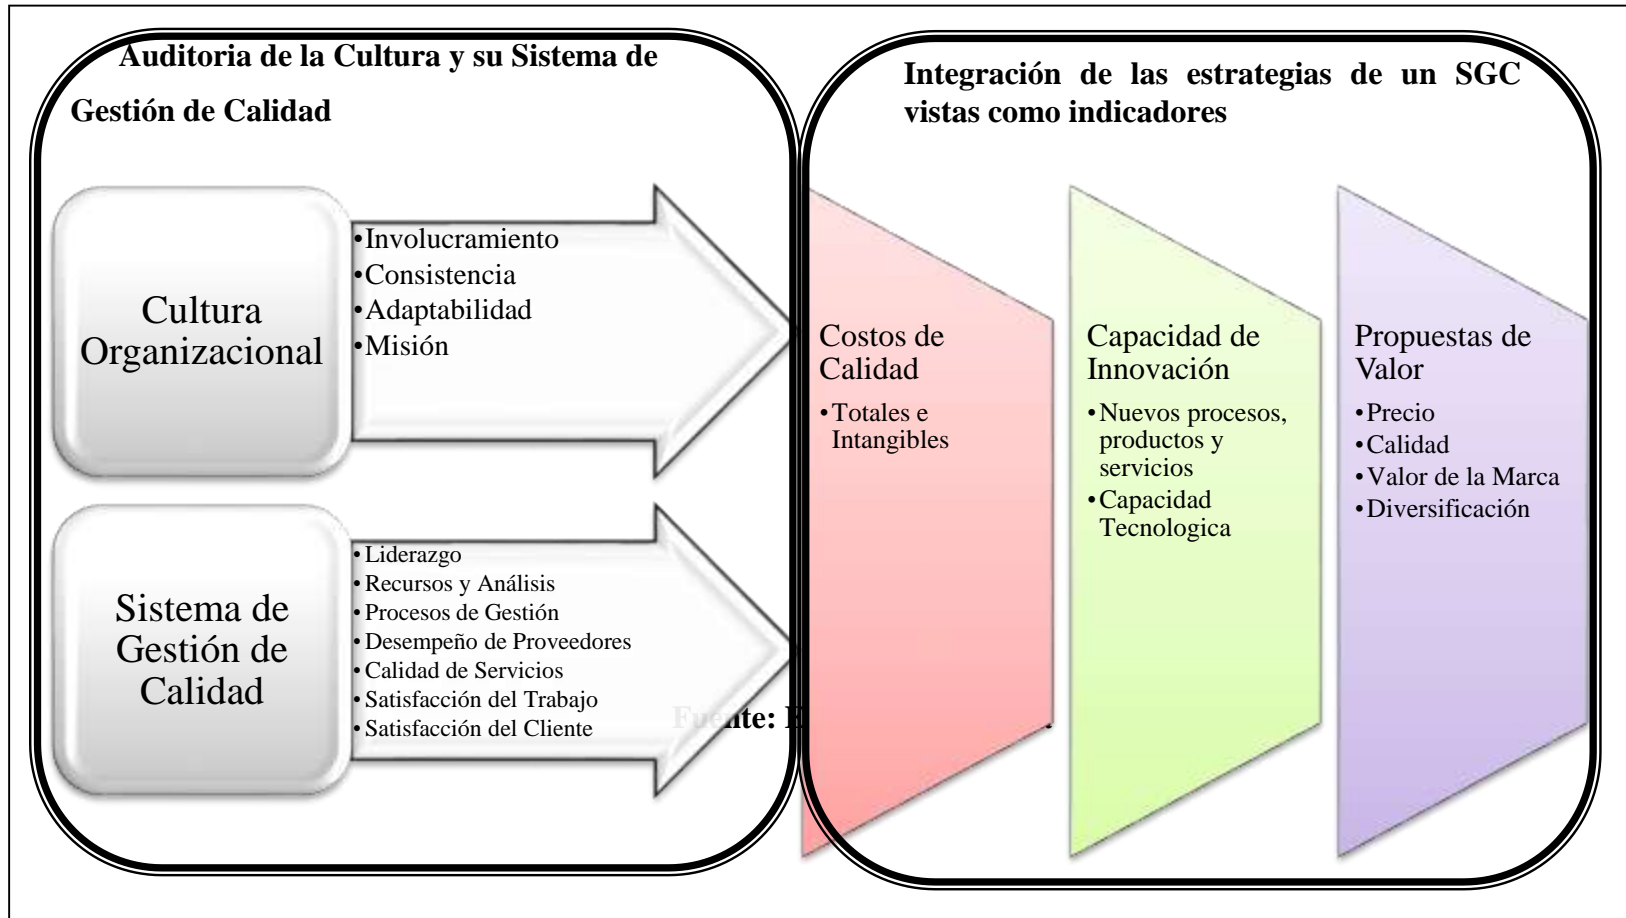 Auditoria de la Cultura y su Sistema de
Gestión de Calidad
Cultura
Organizacional
•Involucramiento
•Consistencia
•Adaptabilidad
•Misión
Sistema de
Gestión de
Calidad
•Liderazgo
•Recursos y Análisis
•Procesos de Gestión
•Desempeño de Proveedores
•Calidad de Servicios
•Satisfacción del Trabajo
•Satisfacción del Cliente
Fuente:
Integración de las estrategias de un SGC
vistas como indicadores
Costos de
Calidad
•Totales e
Intangibles
Capacidad de
Innovación
•Nuevos procesos,
productos y
servicios
•Capacidad
Tecnologica
Propuestas de
Valor
•Precio
•Calidad
•Valor de la Marca
•Diversificación